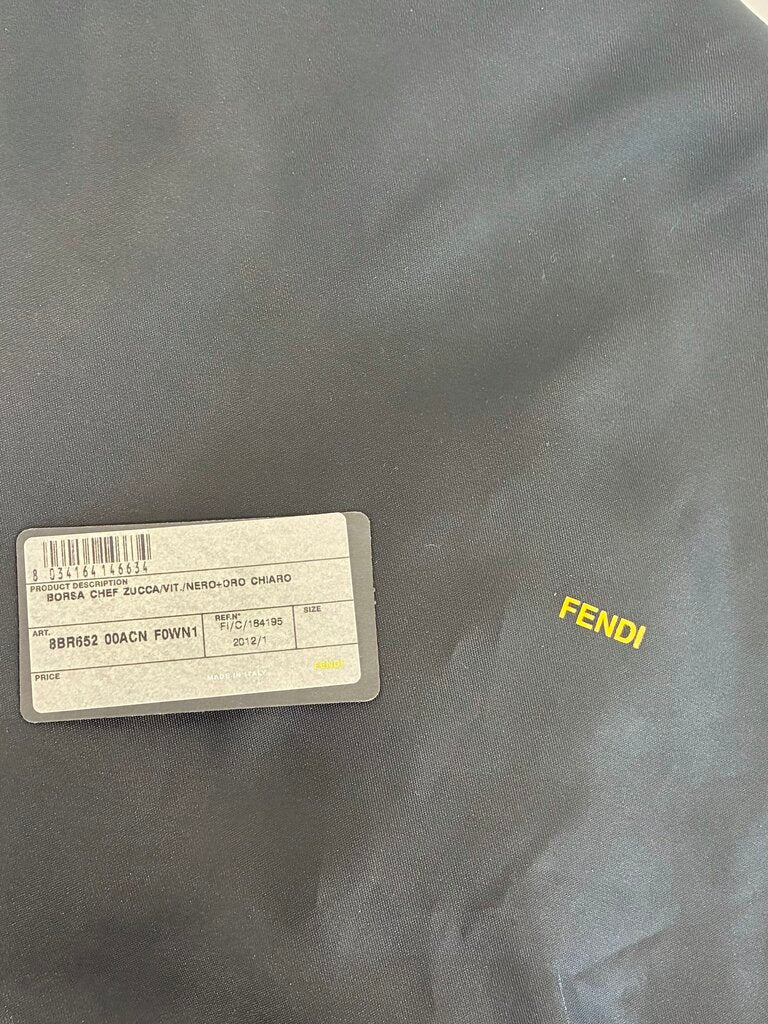 8 034164 146634
PRODUCT DESCRIPTION
BORSA CHEF ZUCCA/VIT./NERO+ORO CHIARO
ART.
8BR652 00ACN F0WN1
REF.N°
FI/C/184195
2012/1
SIZE
PRICE
MADE IN ITALY
FENDI
FENDI